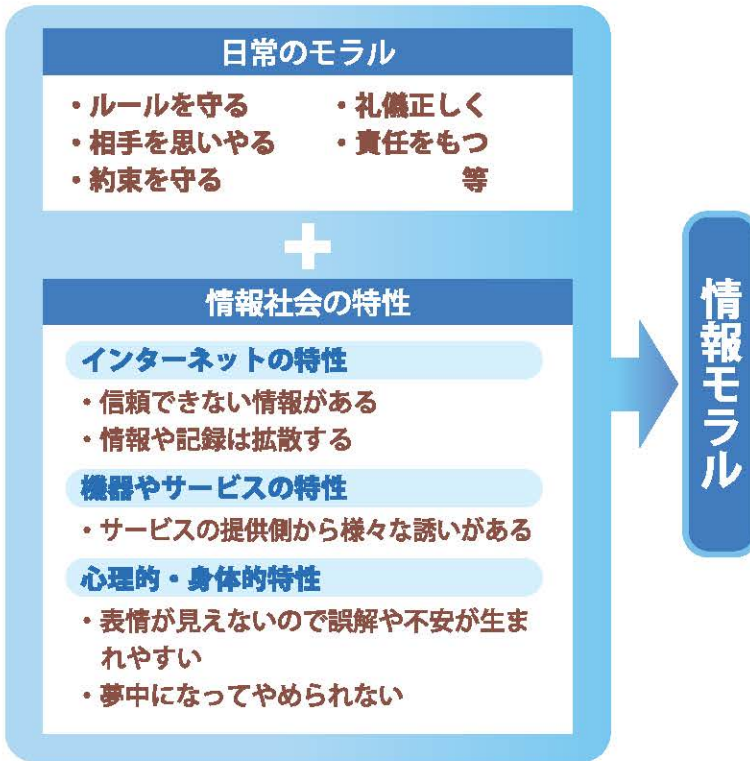 日常のモラル
・ルールを守る
・相手を思いやる
・約束を守る
・礼儀正しく
・責任をもつ
等
+
情報社会の特性
インターネットの特性
・信頼できない情報がある
・情報や記録は拡散する
機器やサービスの特性
・サービスの提供側から様々な誘いがある
心理的・身体的特性
・表情が見えないので誤解や不安が生ま
れやすい
・夢中になってやめられない
情報モラル